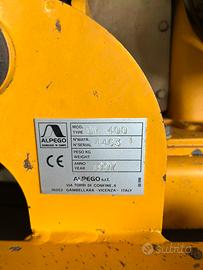 ALPEGO
MOD.
TYPE
400
N°MATR.
N°SERIAL
PESO KG
WEIGHT
ANNO
YEAR
CE
ALPEGO s.r.l.
VIA TORRI DI CONFINE, 6
36053 GAMBELLARA - VICENZA - ITALY
Subito